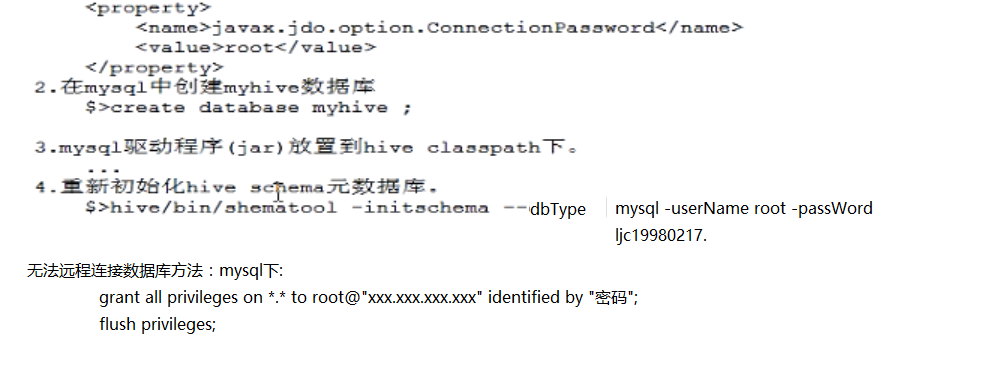 <property>
<name>javax.jdo.option.ConnectionPassword</name>
<value>root</value>
</property>
2.在mysql中创建myhive数据库
$>create database myhive ;
3.mysql驱动程序(jar)放置到hive classpath下。
...
4.重新初始化hive schema元数据库.
$>hive/bin/shematool -initschema --dbType mysql -userName root -passWord
ljc19980217.
无法远程连接数据库方法：mysql下:
grant all privileges on *.* to root@"xxx.xxx.xxx.xxx" identified by "密码";
flush privileges;